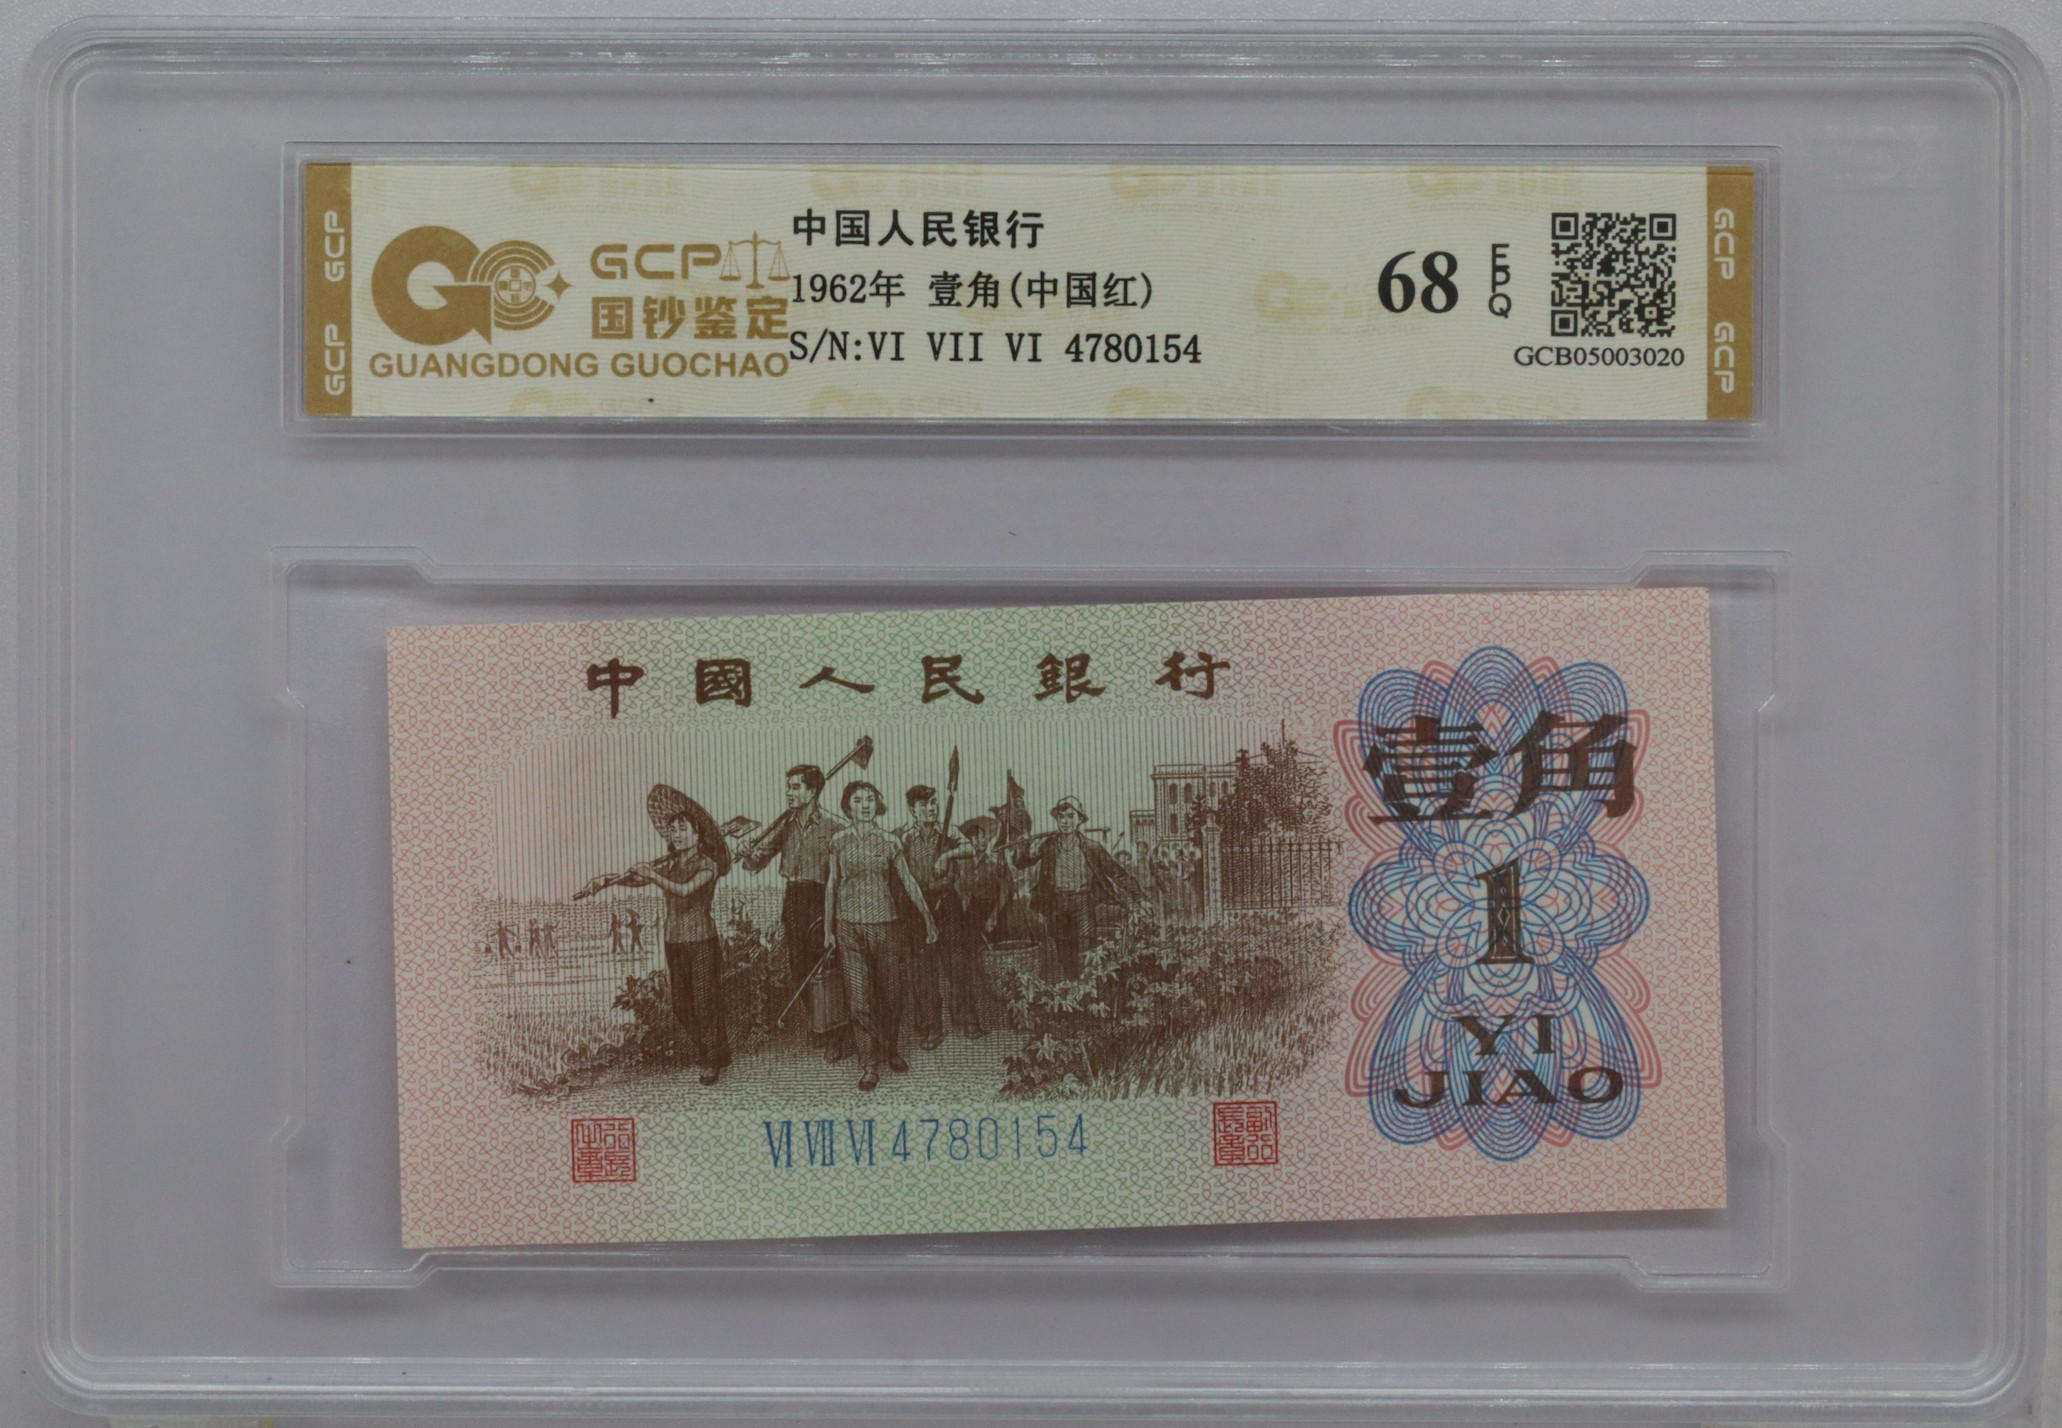 GCP
GCP
GCP
国钞鉴定
GUANGDONG GUOCHAO
中国人民银行
1962年 壹角(中国红)
S/N:VI VII VI 4780154
68 EPQ
GCB05003020
GCP
GCP
中國人民銀行
壹角
1
YI
JIAO
VI VII VI 4780154